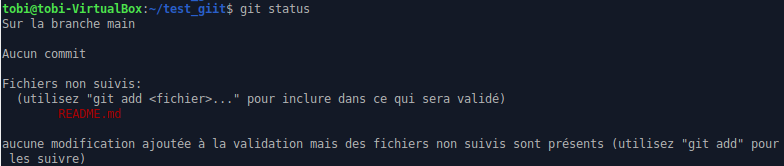 tobi@tobi-VirtualBox:~/test_giit$ git status
Sur la branche main
Aucun commit
Fichiers non suivis:
(utilisez "git add <fichier>..." pour inclure dans ce qui sera validé)
README.md
aucune modification ajoutée à la validation mais des fichiers non suivis sont présents (utilisez "git add" pour
les suivre)